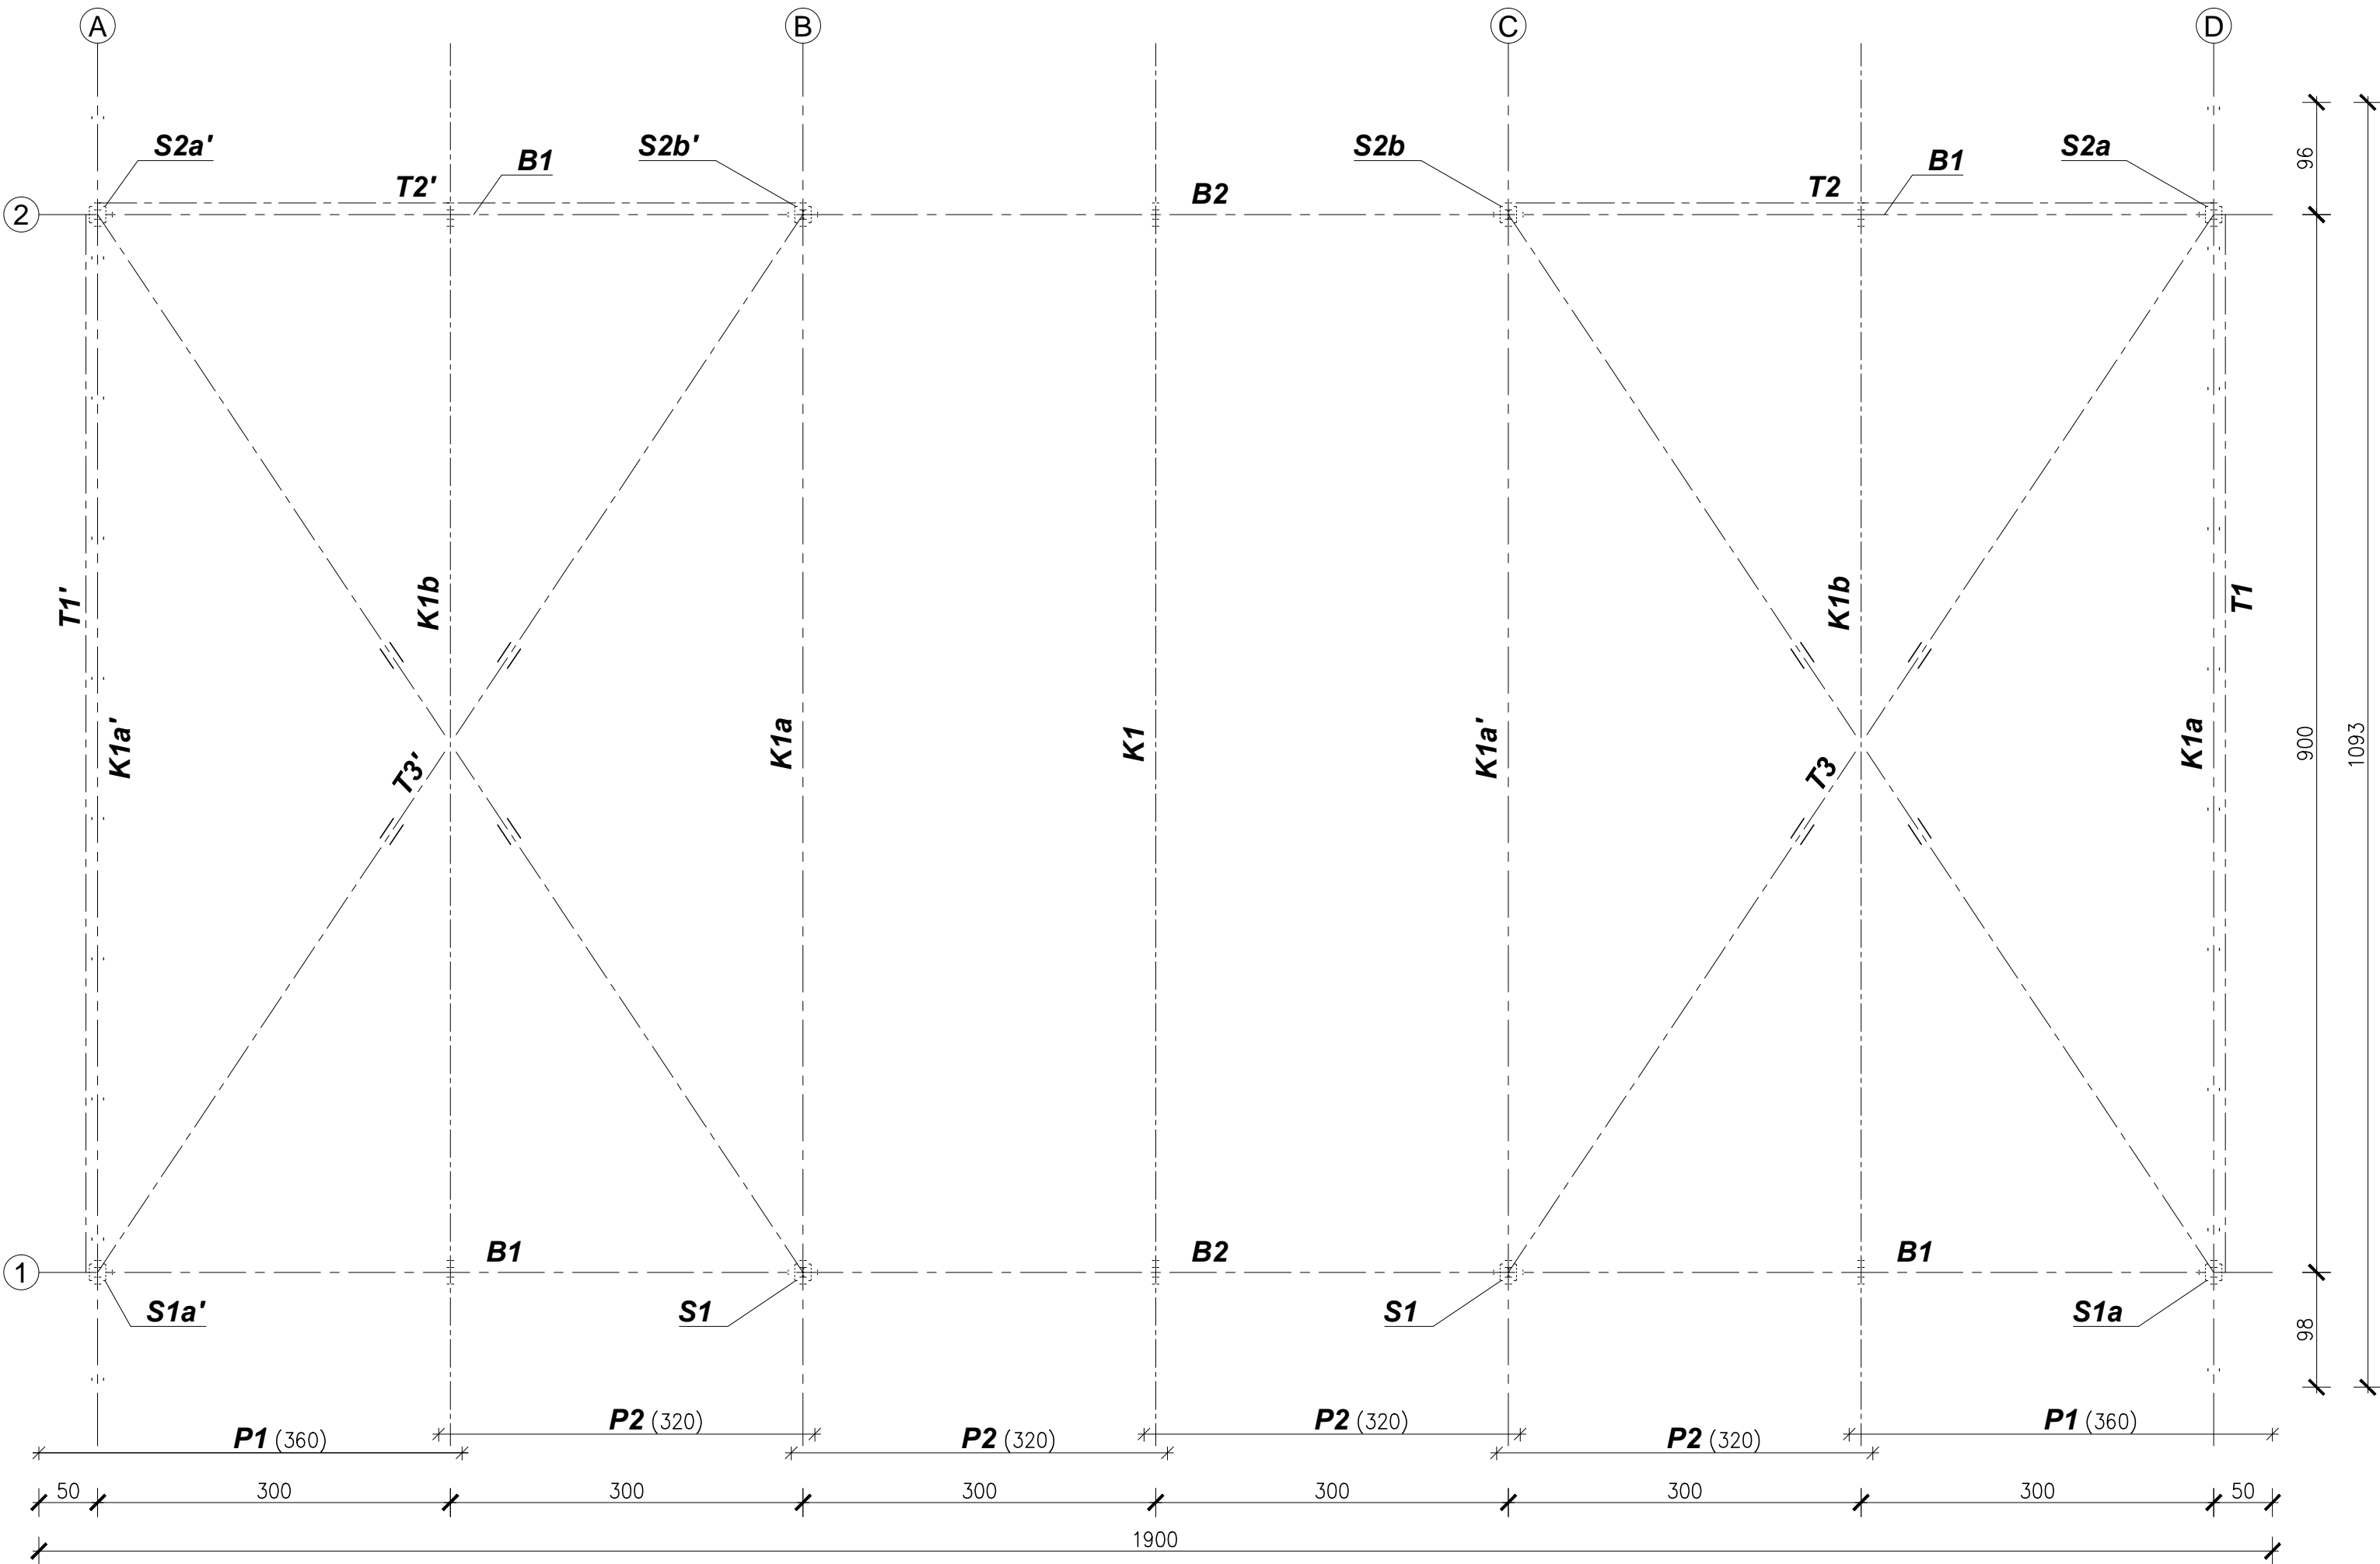 A B C D
S2a' B1 S2b' S2b B1 S2a
T2' B2 T2
2
96
T1' K1b K1b T1
K1a' K1a K1 K1a' K1a
900
1093
T3' T3
B1 B2 B1
1
S1a' S1 S1 S1a
98
P2 (320) P2 (320) P1 (360)
P1 (360) P2 (320) P2 (320)
50 300 300 300 300 300 300 50
1900